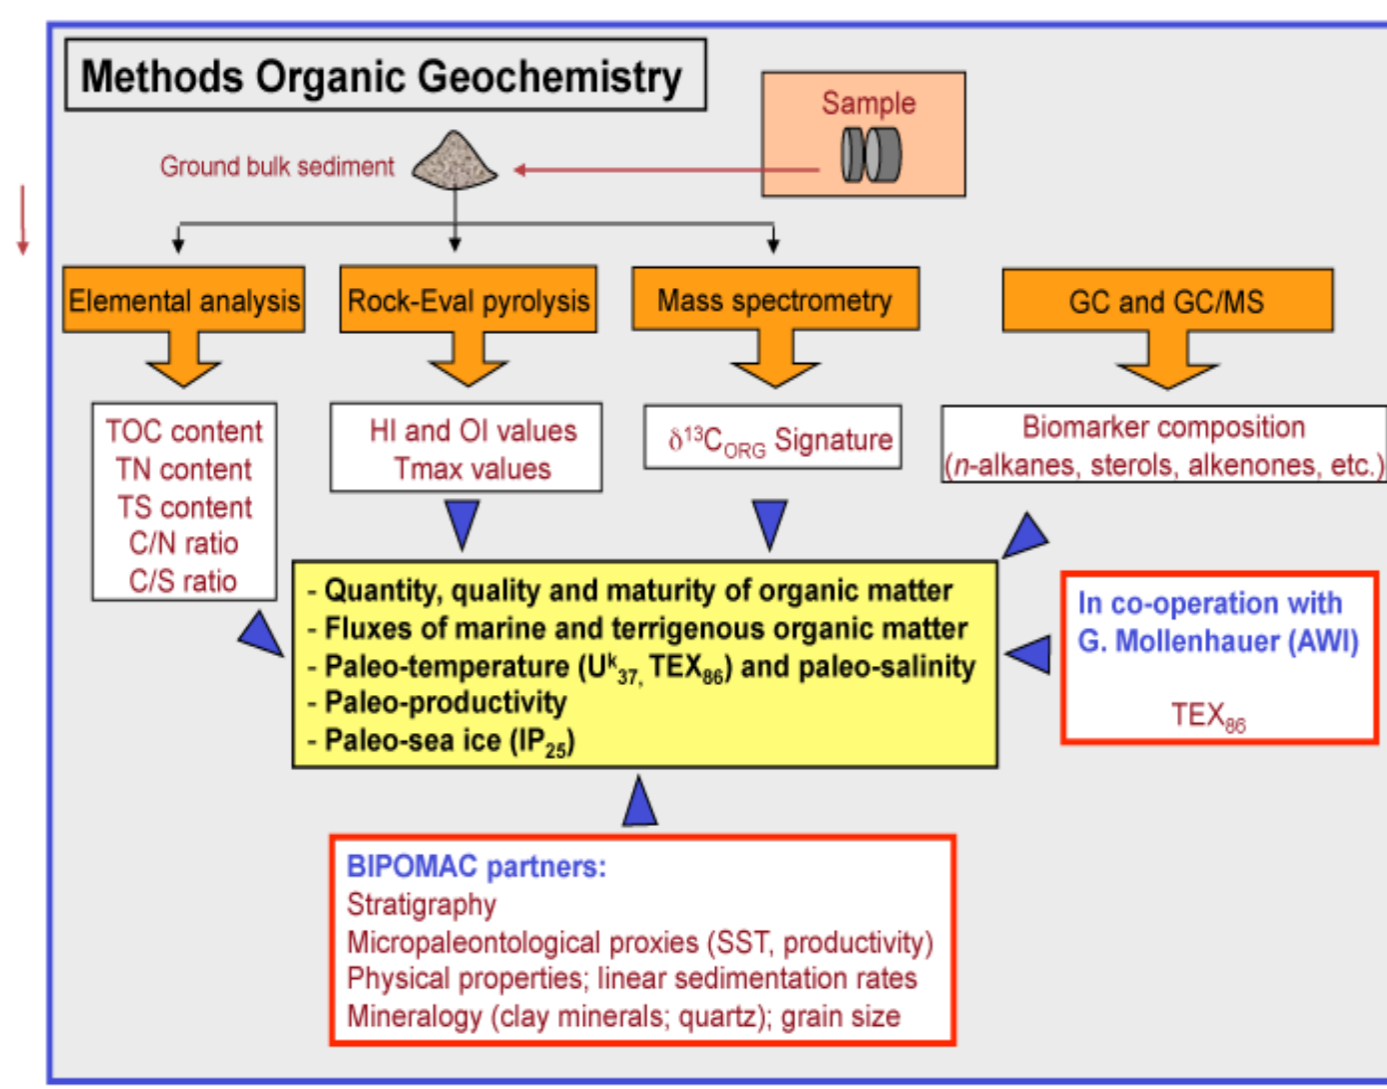 Methods Organic Geochemistry
Sample
Ground bulk sediment
Elemental analysis
Rock-Eval pyrolysis
Mass spectrometry
GC and GC/MS
TOC content
TN content
TS content
C/N ratio
C/S ratio
HI and OI values
Tmax values
δ¹³C_ORG Signature
Biomarker composition
(n-alkanes, sterols, alkenones, etc.)
- Quantity, quality and maturity of organic matter
- Fluxes of marine and terrigenous organic matter
- Paleo-temperature (Uᵏ₃₇, TEX₈₆) and paleo-salinity
- Paleo-productivity
- Paleo-sea ice (IP₂₅)
In co-operation with
G. Mollenhauer (AWI)
TEX₈₆
BIPOMAC partners:
Stratigraphy
Micropaleontological proxies (SST, productivity)
Physical properties; linear sedimentation rates
Mineralogy (clay minerals; quartz); grain size